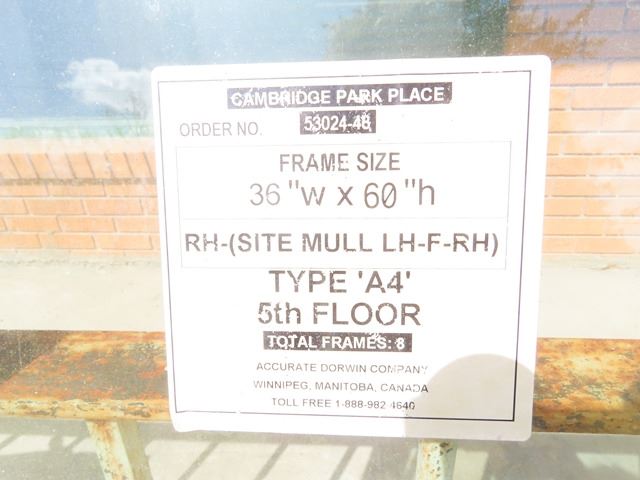 CAMBRIDGE PARK PLACE
ORDER NO. 53024-4B
FRAME SIZE
36"w x 60"h
RH-(SITE MULL LH-F-RH)
TYPE 'A4'
5th FLOOR
TOTAL FRAMES: 8
ACCURATE DORWIN COMPANY
WINNIPEG, MANITOBA, CANADA
TOLL FREE 1-888-982-4640